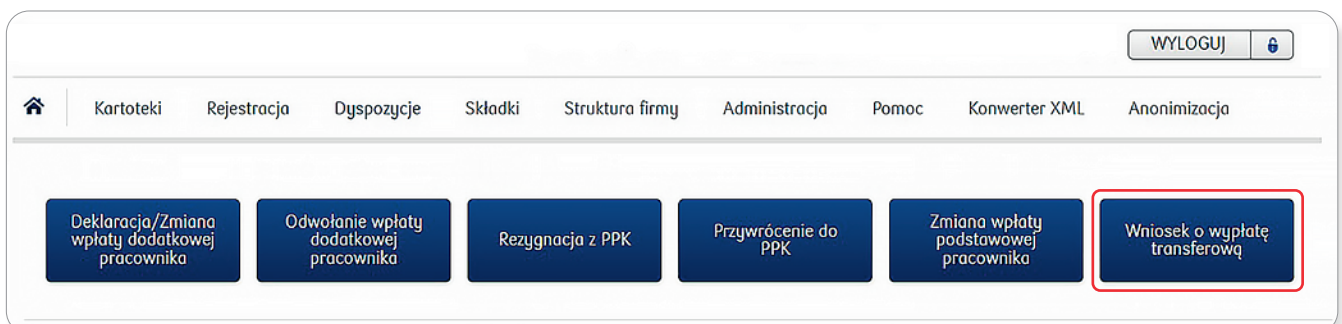 WYLOGUJ
Kartoteki Rejestracja Dyspozycje Składki Struktura firmy Administracja Pomoc Konwerter XML Anonimizacja
Deklaracja/Zmiana
wpłaty dodatkowej
pracownika
Odwołanie wpłaty
dodatkowej
pracownika
Rezygnacja z PPK
Przywrócenie do
PPK
Zmiana wpłaty
podstawowej
pracownika
Wniosek o wypłatę
transferową